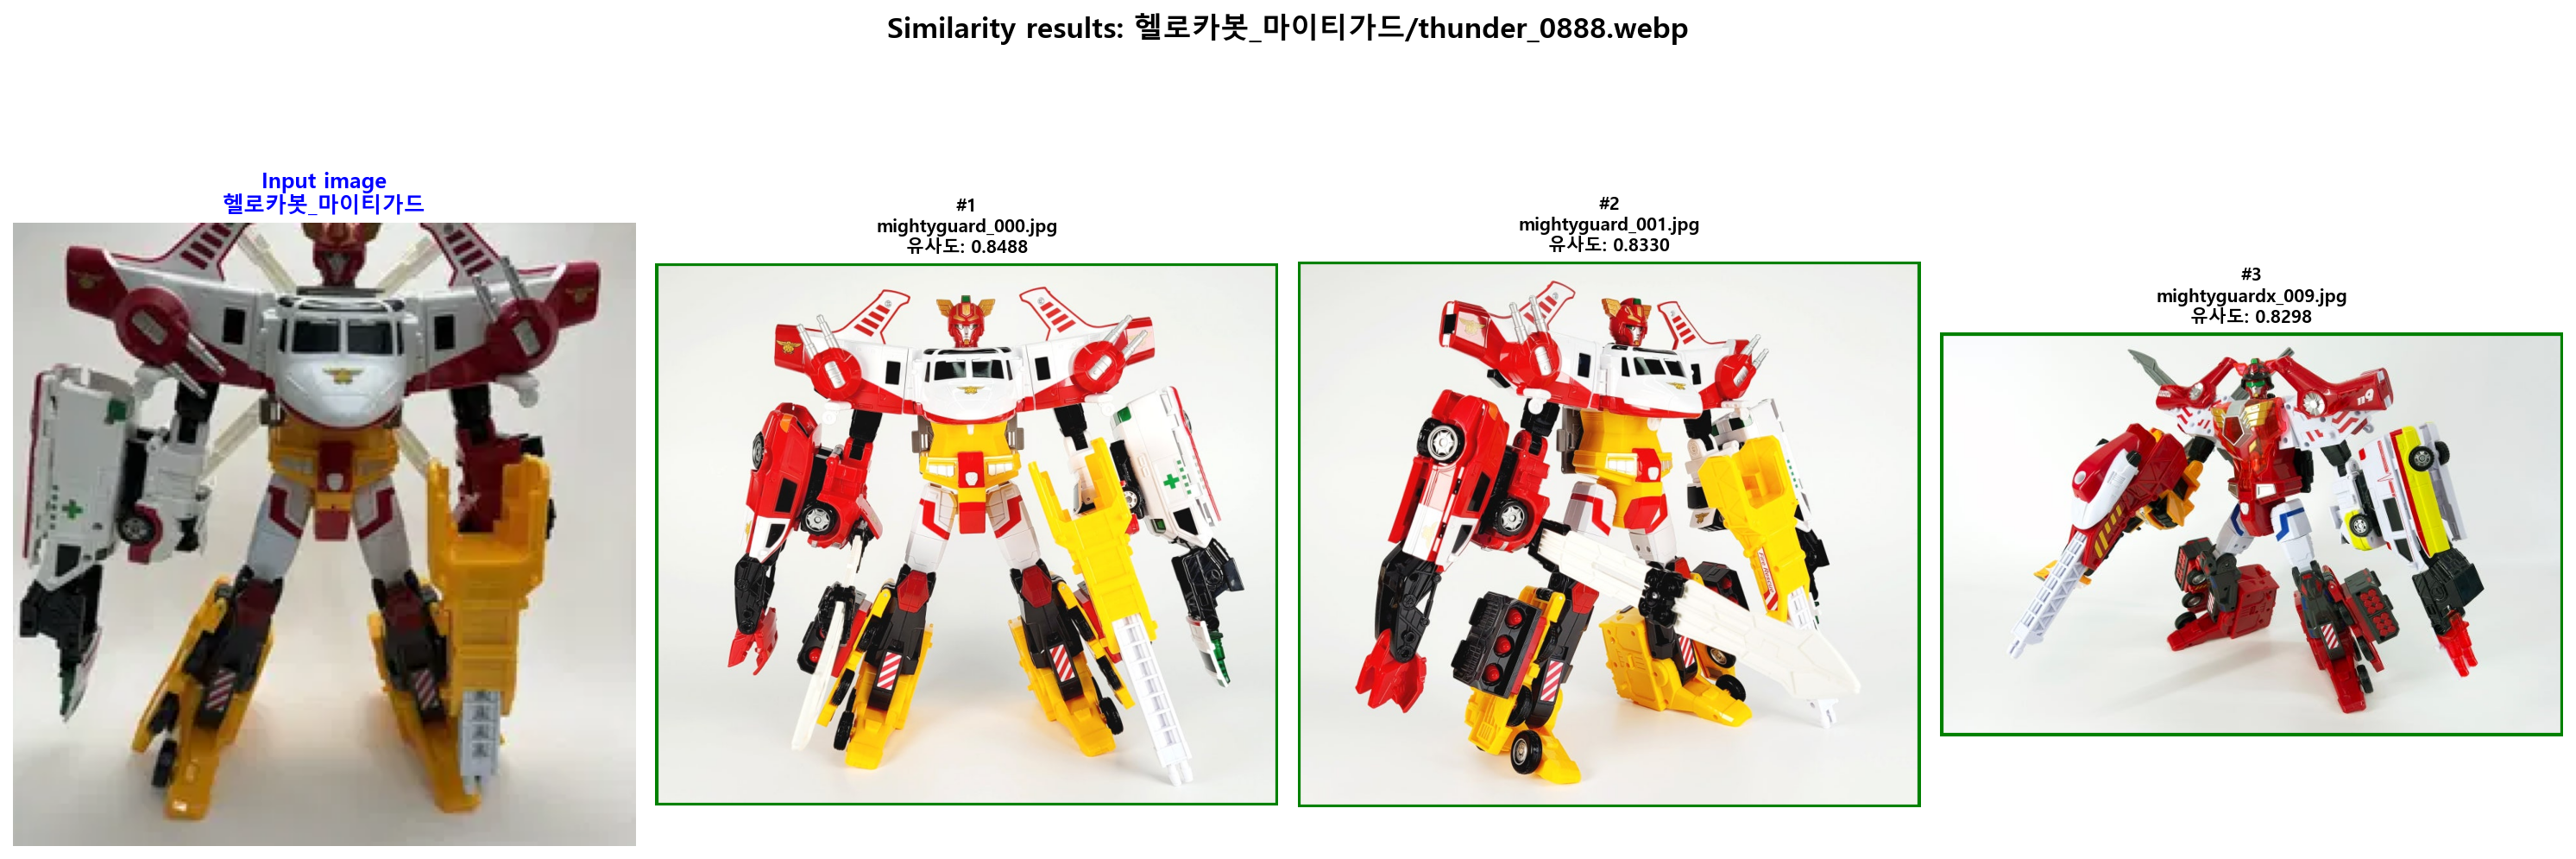 Similarity results: 헬로카봇_마이티가드/thunder_0888.webp
Input image
헬로카봇_마이티가드
#1
mightyguard_000.jpg
유사도: 0.8488
#2
mightyguard_001.jpg
유사도: 0.8330
#3
mightyguardx_009.jpg
유사도: 0.8298
119